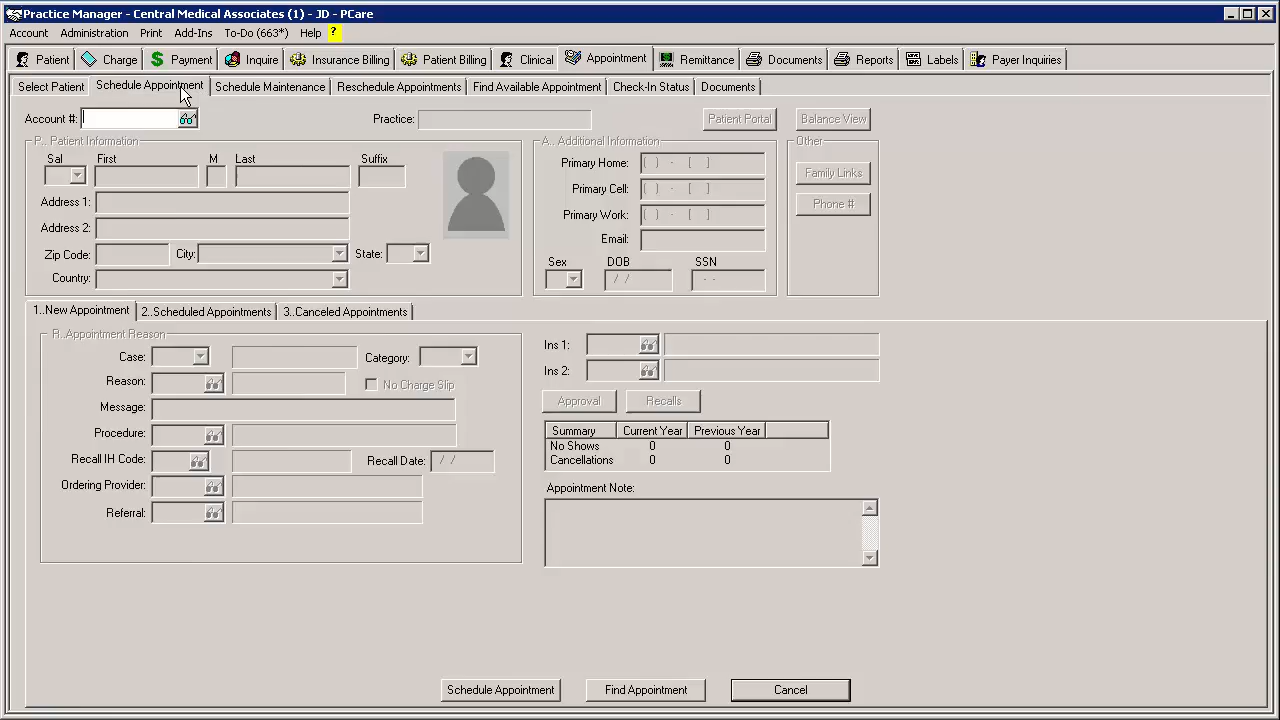 Practice Manager - Central Medical Associates (1) - JD - PCare
Account Administration Print Add-Ins To-Do (663*) Help ?
Patient Charge $ Payment Inquire Insurance Billing Patient Billing Clinical Appointment Remittance Documents Reports Labels Payer Inquiries
Select Patient Schedule Appointment Schedule Maintenance Reschedule Appointments Find Available Appointment Check-In Status Documents
Account #: Practice: Patient Portal Balance View
P.. Patient Information A.. Additional Information Other
Sal First M Last Suffix Primary Home: ( ) - [ ] Family Links
Address 1: Primary Cell: ( ) - [ ] Phone #
Address 2: Primary Work: ( ) - [ ]
Zip Code: City: State: Email:
Country: Sex DOB / / SSN - -
1..New Appointment 2..Scheduled Appointments 3..Canceled Appointments
R..Appointment Reason
Case: Category: Ins 1:
Reason: No Charge Slip Ins 2:
Message: Approval Recalls
Procedure: Summary Current Year Previous Year
No Shows 0 0
Recall IH Code: Recall Date: / / Cancellations 0 0
Ordering Provider: Appointment Note:
Referral:
Schedule Appointment Find Appointment Cancel